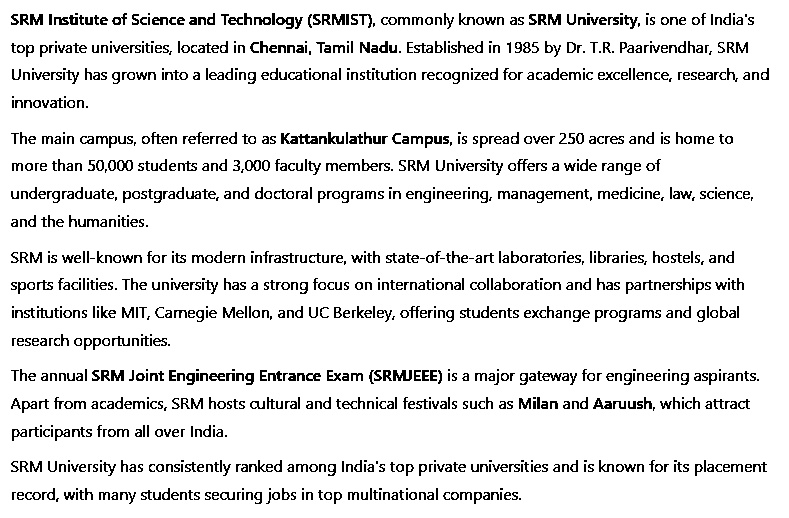 SRM Institute of Science and Technology (SRMIST), commonly known as SRM University, is one of India's
top private universities, located in Chennai, Tamil Nadu. Established in 1985 by Dr. T.R. Paarivendhar, SRM
University has grown into a leading educational institution recognized for academic excellence, research, and
innovation.
The main campus, often referred to as Kattankulathur Campus, is spread over 250 acres and is home to
more than 50,000 students and 3,000 faculty members. SRM University offers a wide range of
undergraduate, postgraduate, and doctoral programs in engineering, management, medicine, law, science,
and the humanities.
SRM is well-known for its modern infrastructure, with state-of-the-art laboratories, libraries, hostels, and
sports facilities. The university has a strong focus on international collaboration and has partnerships with
institutions like MIT, Carnegie Mellon, and UC Berkeley, offering students exchange programs and global
research opportunities.
The annual SRM Joint Engineering Entrance Exam (SRMJEEE) is a major gateway for engineering aspirants.
Apart from academics, SRM hosts cultural and technical festivals such as Milan and Aaruush, which attract
participants from all over India.
SRM University has consistently ranked among India's top private universities and is known for its placement
record, with many students securing jobs in top multinational companies.